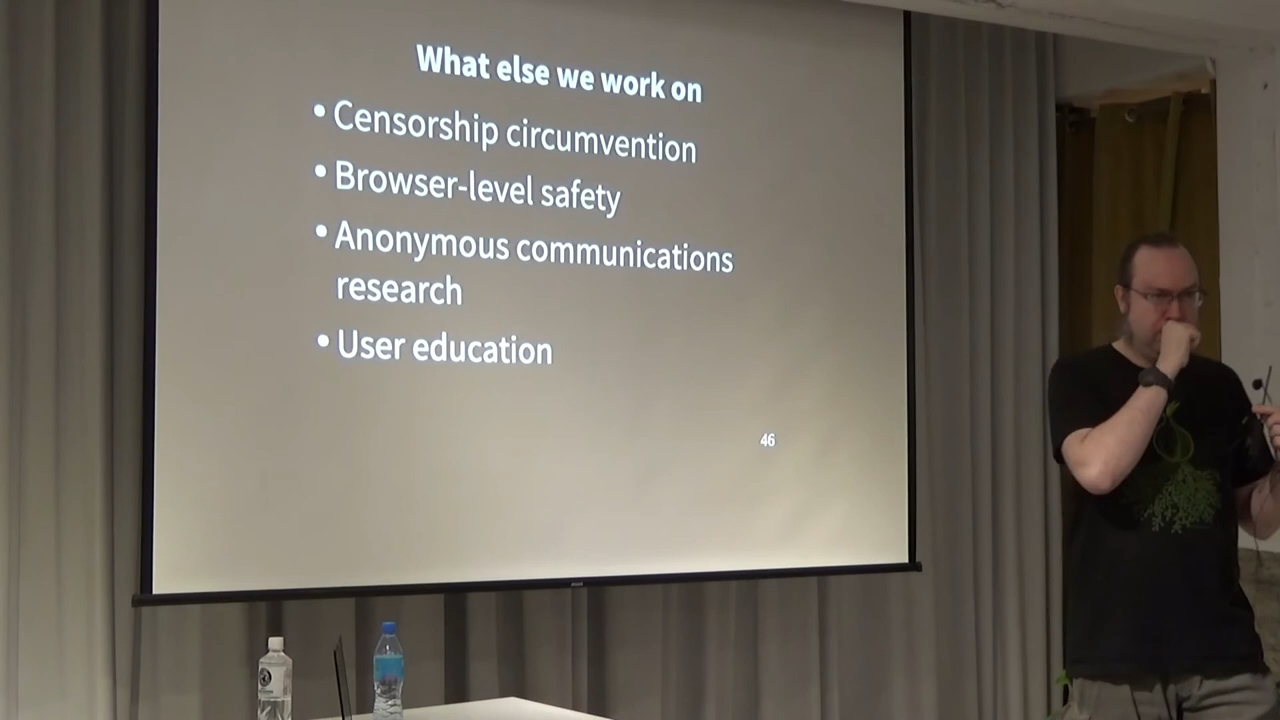 What else we work on
• Censorship circumvention
• Browser-level safety
• Anonymous communications
research
• User education
46